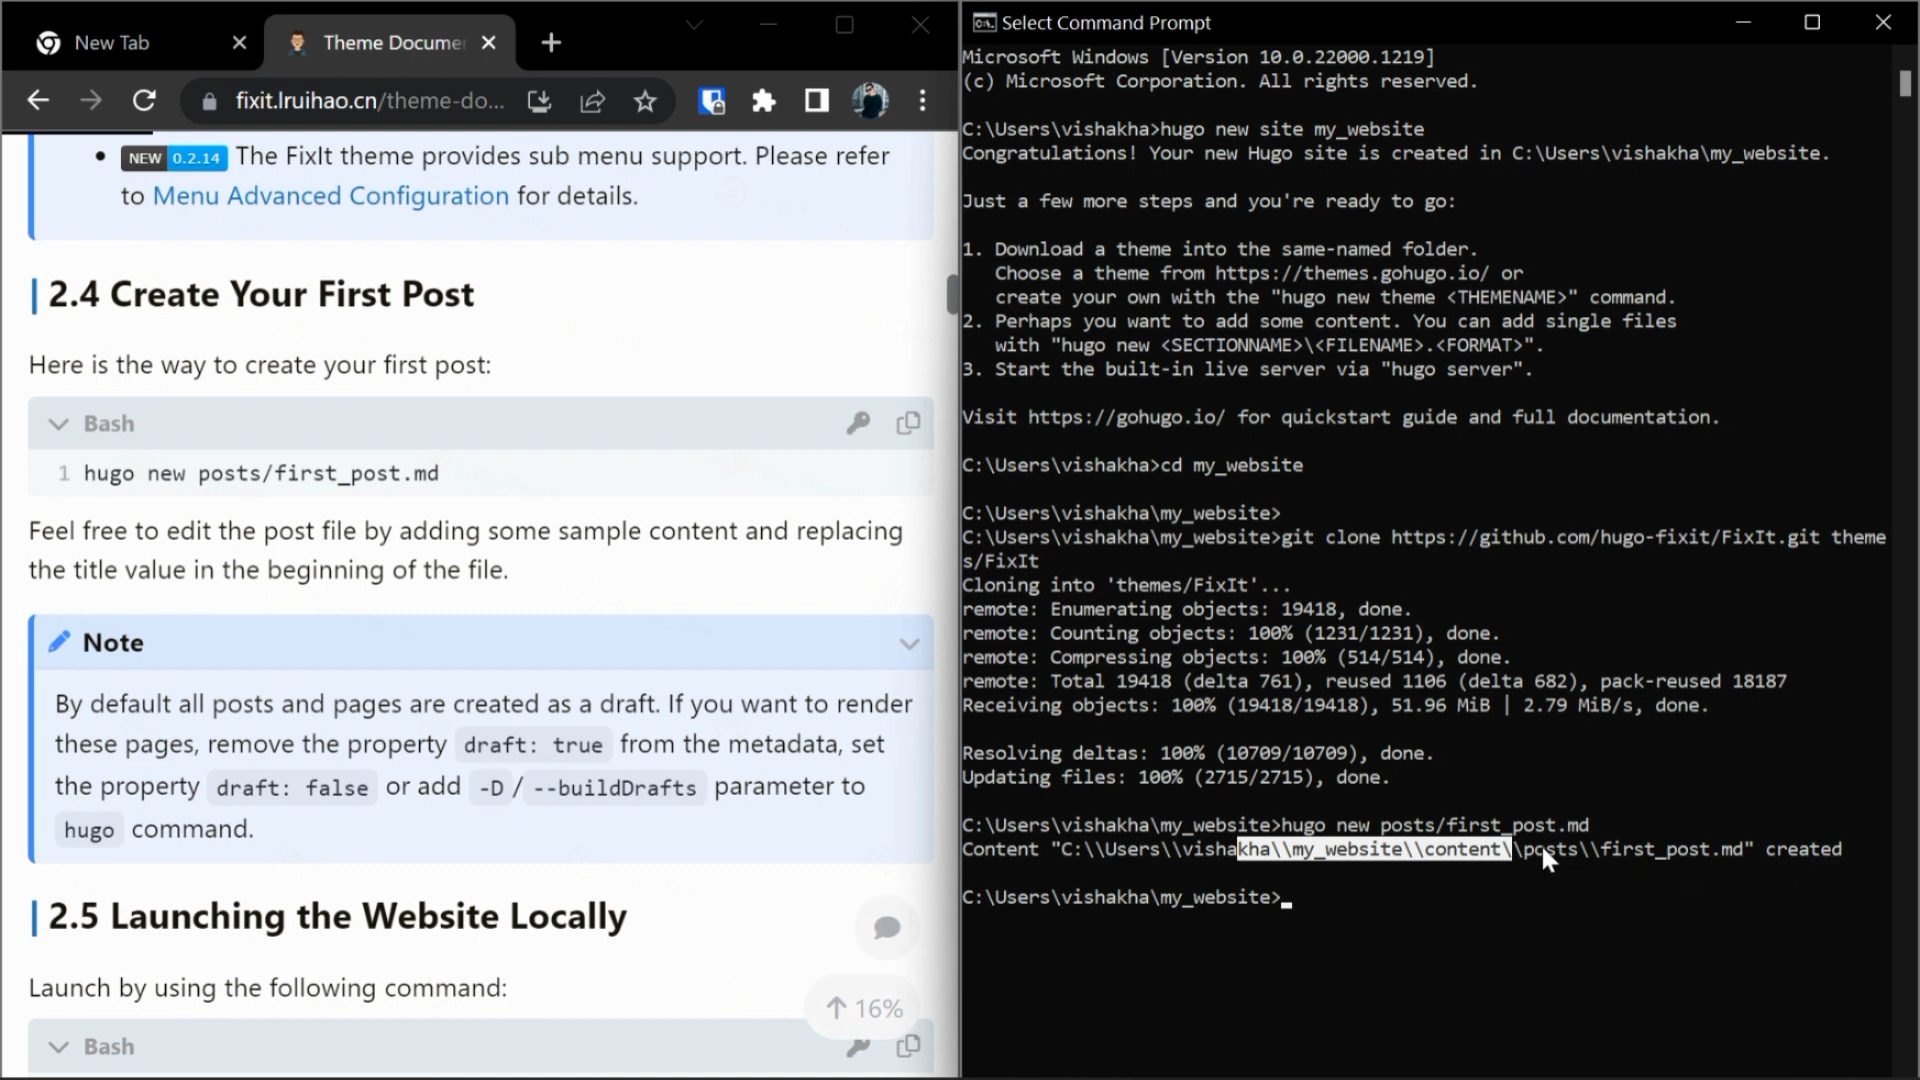 New Tab
Theme Documen
fixit.lruihao.cn/theme-do...
NEW 0.2.14 The FixIt theme provides sub menu support. Please refer
to Menu Advanced Configuration for details.
2.4 Create Your First Post
Here is the way to create your first post:
Bash
1 hugo new posts/first_post.md
Feel free to edit the post file by adding some sample content and replacing
the title value in the beginning of the file.
Note
By default all posts and pages are created as a draft. If you want to render
these pages, remove the property draft: true from the metadata, set
the property draft: false or add -D / --buildDrafts parameter to
hugo command.
2.5 Launching the Website Locally
Launch by using the following command:
16%
Bash
Select Command Prompt
Microsoft Windows [Version 10.0.22000.1219]
(c) Microsoft Corporation. All rights reserved.
C:\Users\vishakha>hugo new site my_website
Congratulations! Your new Hugo site is created in C:\Users\vishakha\my_website.
Just a few more steps and you're ready to go:
1. Download a theme into the same-named folder.
Choose a theme from https://themes.gohugo.io/ or
create your own with the "hugo new theme <THEMENAME>" command.
2. Perhaps you want to add some content. You can add single files
with "hugo new <SECTIONNAME>\<FILENAME>.<FORMAT>".
3. Start the built-in live server via "hugo server".
Visit https://gohugo.io/ for quickstart guide and full documentation.
C:\Users\vishakha>cd my_website
C:\Users\vishakha\my_website>
C:\Users\vishakha\my_website>git clone https://github.com/hugo-fixit/FixIt.git theme
s/FixIt
Cloning into 'themes/FixIt'...
remote: Enumerating objects: 19418, done.
remote: Counting objects: 100% (1231/1231), done.
remote: Compressing objects: 100% (514/514), done.
remote: Total 19418 (delta 761), reused 1106 (delta 682), pack-reused 18187
Receiving objects: 100% (19418/19418), 51.96 MiB | 2.79 MiB/s, done.
Resolving deltas: 100% (10709/10709), done.
Updating files: 100% (2715/2715), done.
C:\Users\vishakha\my_website>hugo new posts/first_post.md
Content "C:\\Users\\vishakha\\my_website\\content\\posts\\first_post.md" created
C:\Users\vishakha\my_website>